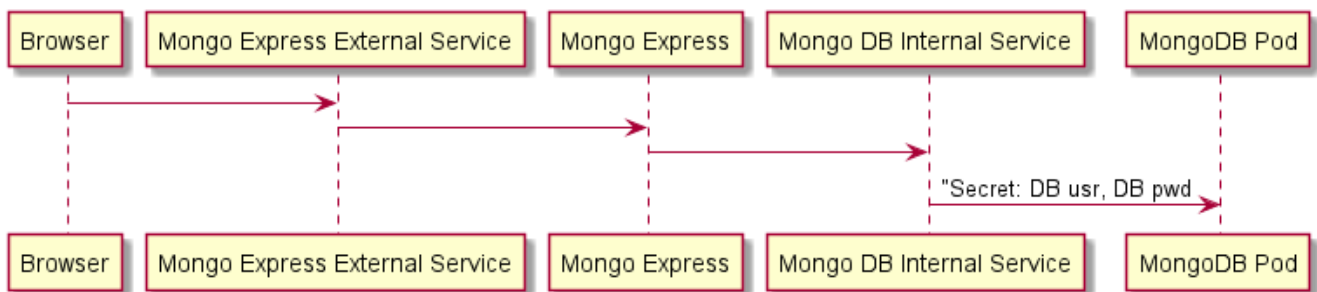 Browser
Mongo Express External Service
Mongo Express
Mongo DB Internal Service
MongoDB Pod
"Secret: DB usr, DB pwd
Browser
Mongo Express External Service
Mongo Express
Mongo DB Internal Service
MongoDB Pod